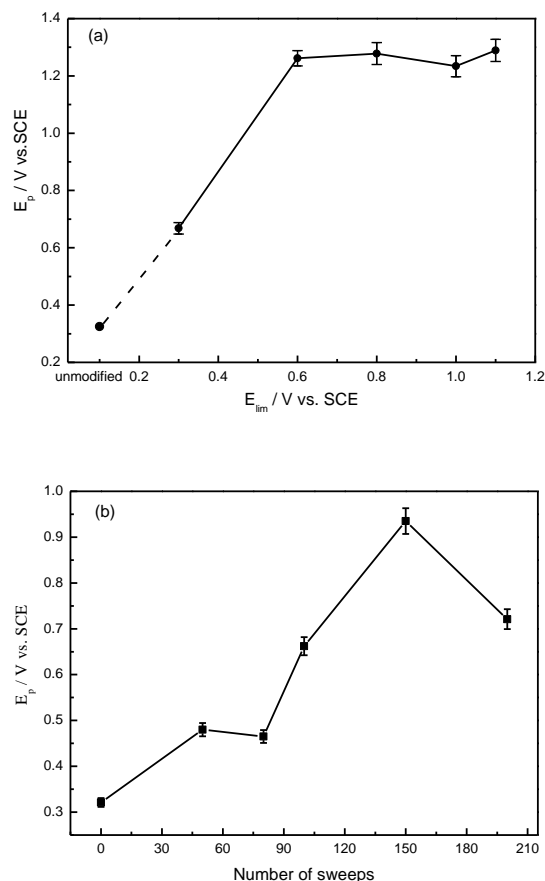 (a)
1.4
1.2
1.0
0.8
0.6
0.4
0.2
E_p / V vs.SCE
unmodified 0.2 0.4 0.6 0.8 1.0 1.2
E_lim / V vs. SCE
(b)
1.0
0.9
0.8
0.7
0.6
0.5
0.4
0.3
E_p / V vs. SCE
0 30 60 90 120 150 180 210
Number of sweeps